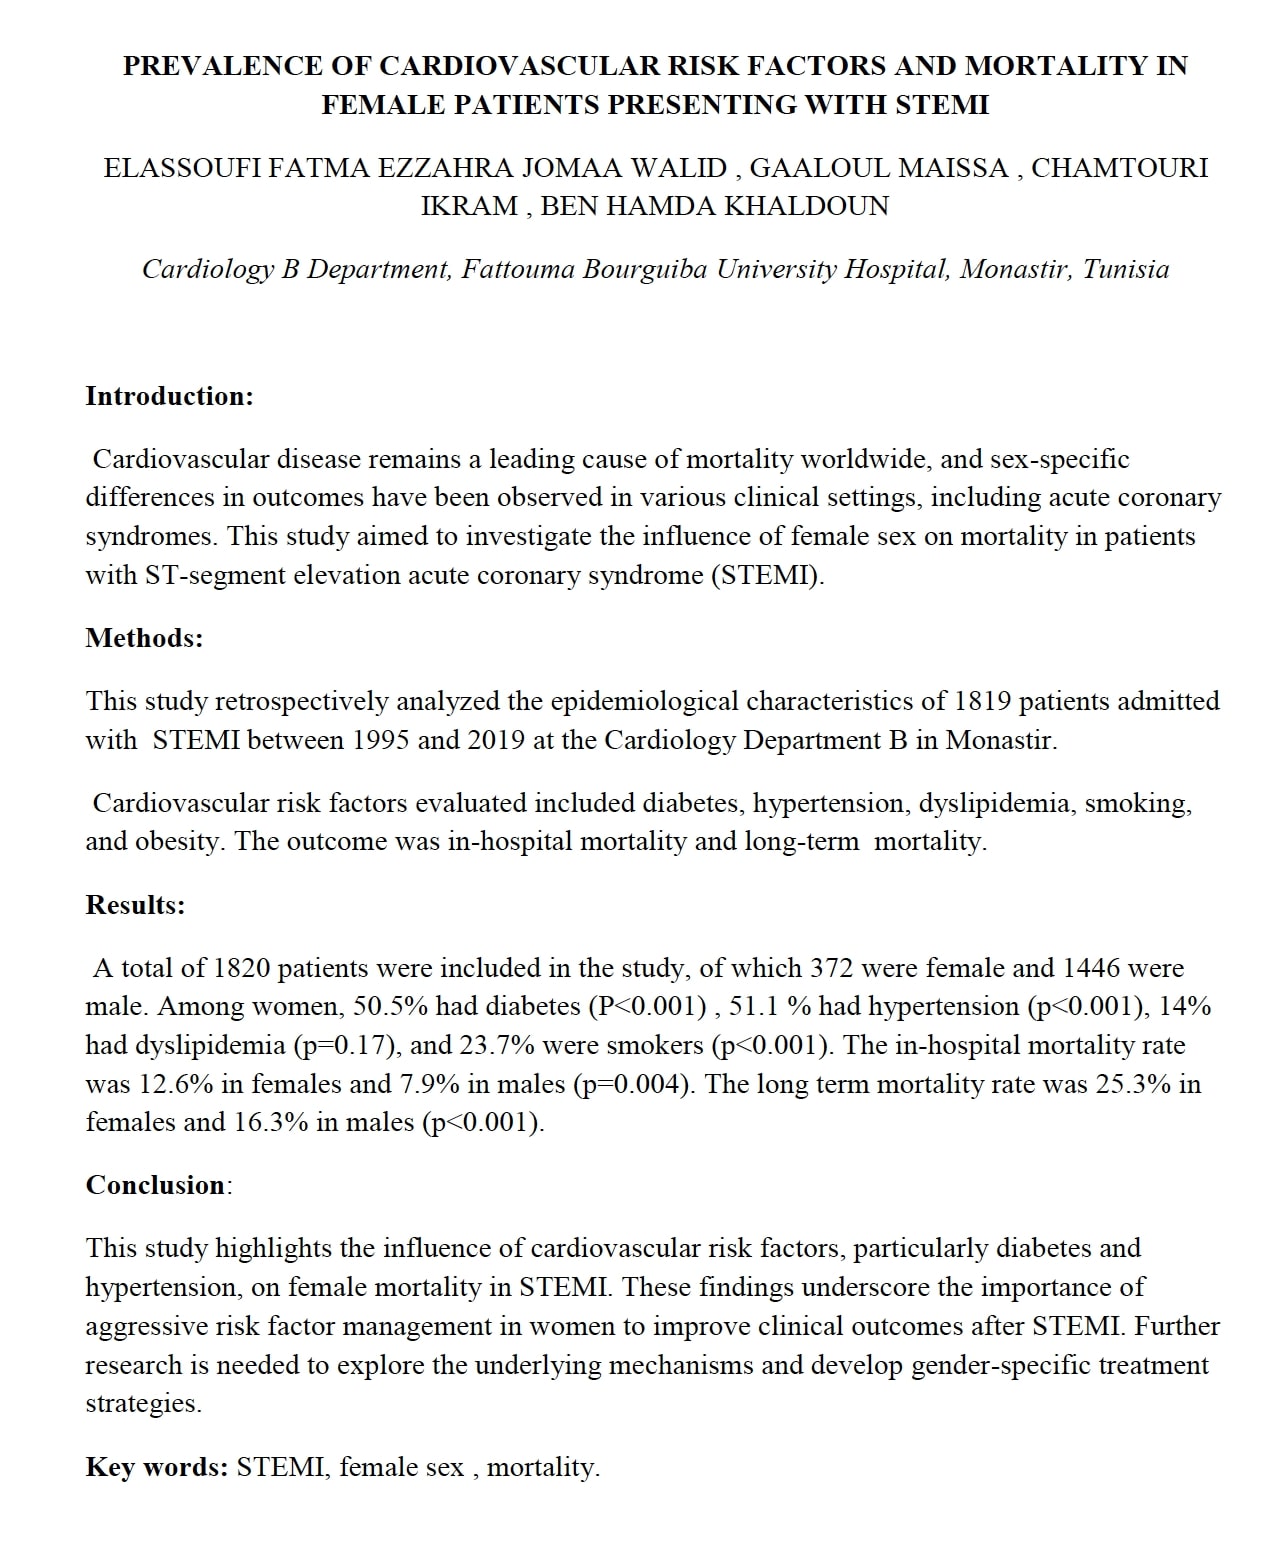 PREVALENCE OF CARDIOVASCULAR RISK FACTORS AND MORTALITY IN
FEMALE PATIENTS PRESENTING WITH STEMI
ELASSOUFI FATMA EZZAHRA JOMAA WALID , GAALOUL MAISSA , CHAMTOURI
IKRAM , BEN HAMDA KHALDOUN
Cardiology B Department, Fattouma Bourguiba University Hospital, Monastir, Tunisia
Introduction:
Cardiovascular disease remains a leading cause of mortality worldwide, and sex-specific
differences in outcomes have been observed in various clinical settings, including acute coronary
syndromes. This study aimed to investigate the influence of female sex on mortality in patients
with ST-segment elevation acute coronary syndrome (STEMI).
Methods:
This study retrospectively analyzed the epidemiological characteristics of 1819 patients admitted
with  STEMI between 1995 and 2019 at the Cardiology Department B in Monastir.
Cardiovascular risk factors evaluated included diabetes, hypertension, dyslipidemia, smoking,
and obesity. The outcome was in-hospital mortality and long-term  mortality.
Results:
A total of 1820 patients were included in the study, of which 372 were female and 1446 were
male. Among women, 50.5% had diabetes (P<0.001) , 51.1 % had hypertension (p<0.001), 14%
had dyslipidemia (p=0.17), and 23.7% were smokers (p<0.001). The in-hospital mortality rate
was 12.6% in females and 7.9% in males (p=0.004). The long term mortality rate was 25.3% in
females and 16.3% in males (p<0.001).
Conclusion:
This study highlights the influence of cardiovascular risk factors, particularly diabetes and
hypertension, on female mortality in STEMI. These findings underscore the importance of
aggressive risk factor management in women to improve clinical outcomes after STEMI. Further
research is needed to explore the underlying mechanisms and develop gender-specific treatment
strategies.
Key words: STEMI, female sex , mortality.